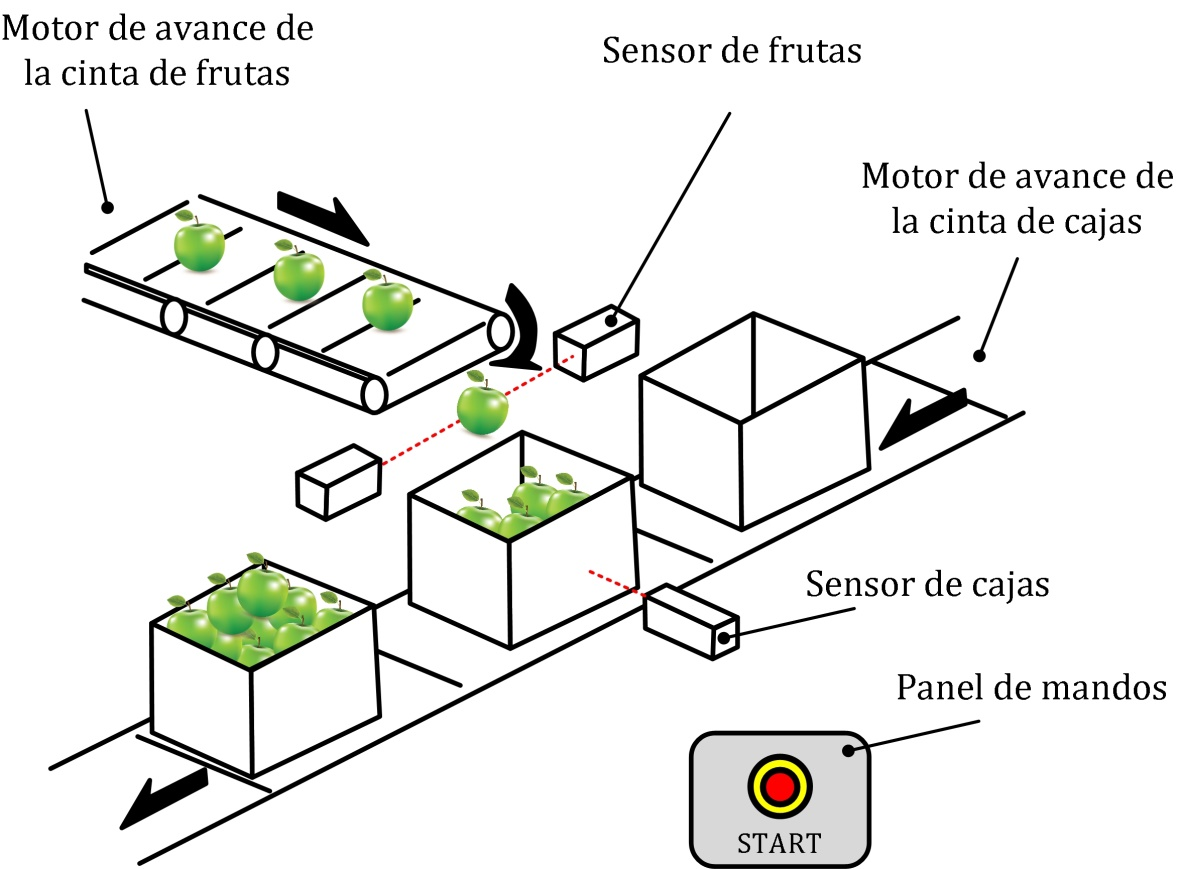 Motor de avance de
la cinta de frutas
Sensor de frutas
Motor de avance de
la cinta de cajas
Sensor de cajas
Panel de mandos
START